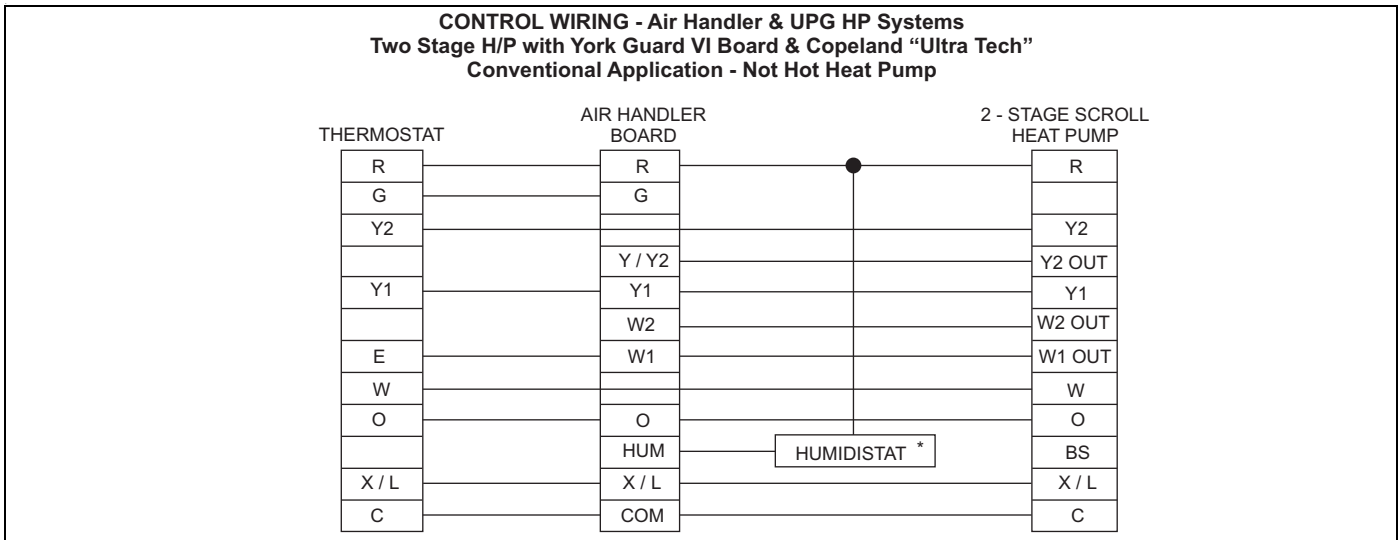 CONTROL WIRING - Air Handler & UPG HP Systems
Two Stage H/P with York Guard VI Board & Copeland “Ultra Tech”
Conventional Application - Not Hot Heat Pump
THERMOSTAT
AIR HANDLER
BOARD
2 - STAGE SCROLL
HEAT PUMP
R R R
G G
Y2 Y2
Y / Y2 Y2 OUT
Y1 Y1 Y1
W2 W2 OUT
E W1 W1 OUT
W W
O O O
HUM HUMIDISTAT * BS
X / L X / L X / L
C COM C